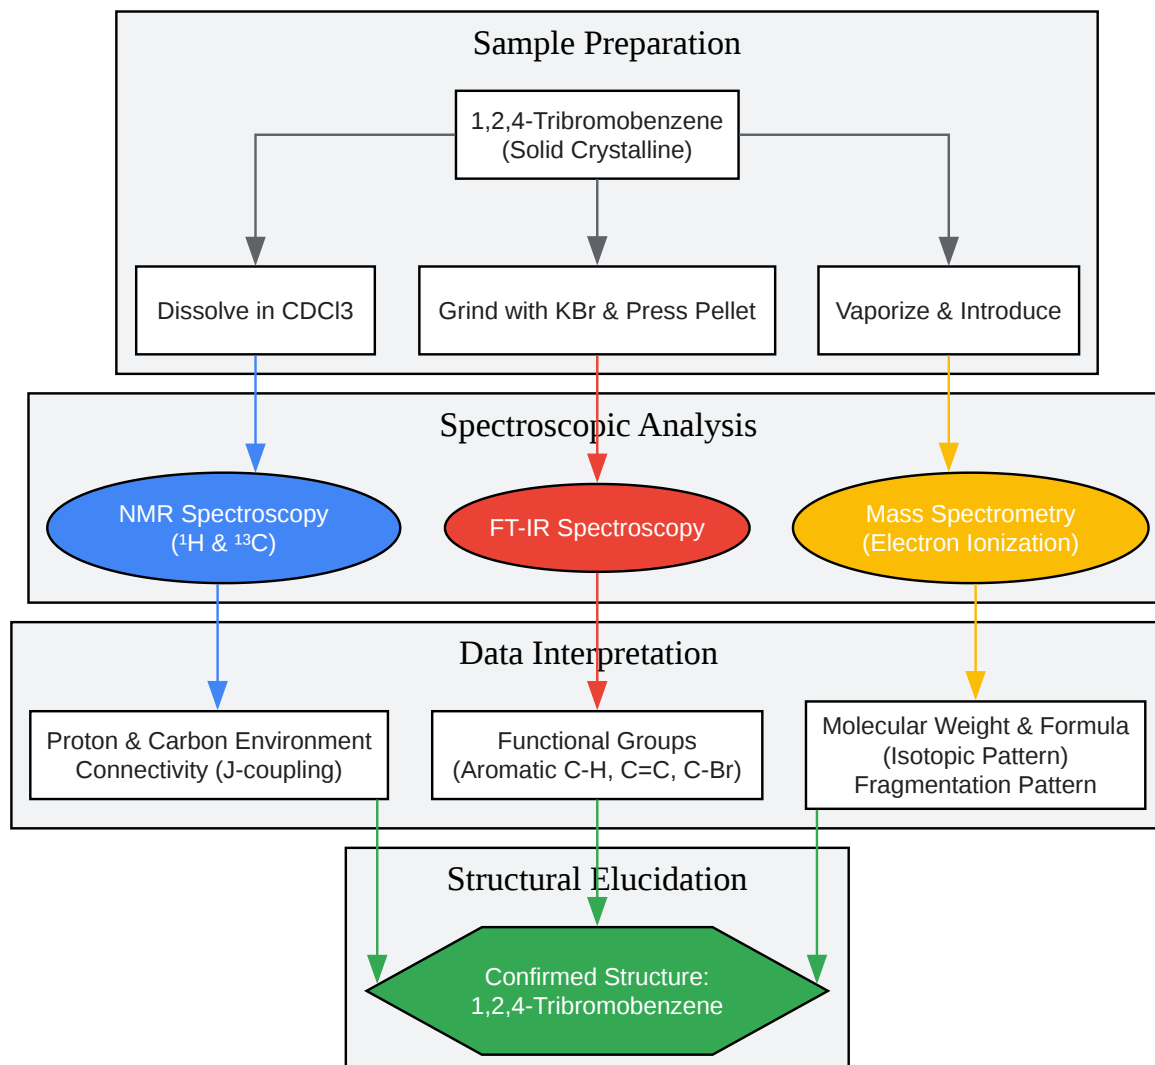 Sample Preparation
1,2,4-Tribromobenzene
(Solid Crystalline)
Dissolve in CDCl3
Grind with KBr & Press Pellet
Vaporize & Introduce
Spectroscopic Analysis
NMR Spectroscopy
(¹H & ¹³C)
FT-IR Spectroscopy
Mass Spectrometry
(Electron Ionization)
Data Interpretation
Proton & Carbon Environment
Connectivity (J-coupling)
Functional Groups
(Aromatic C-H, C=C, C-Br)
Molecular Weight & Formula
(Isotopic Pattern)
Fragmentation Pattern
Structural Elucidation
Confirmed Structure:
1,2,4-Tribromobenzene